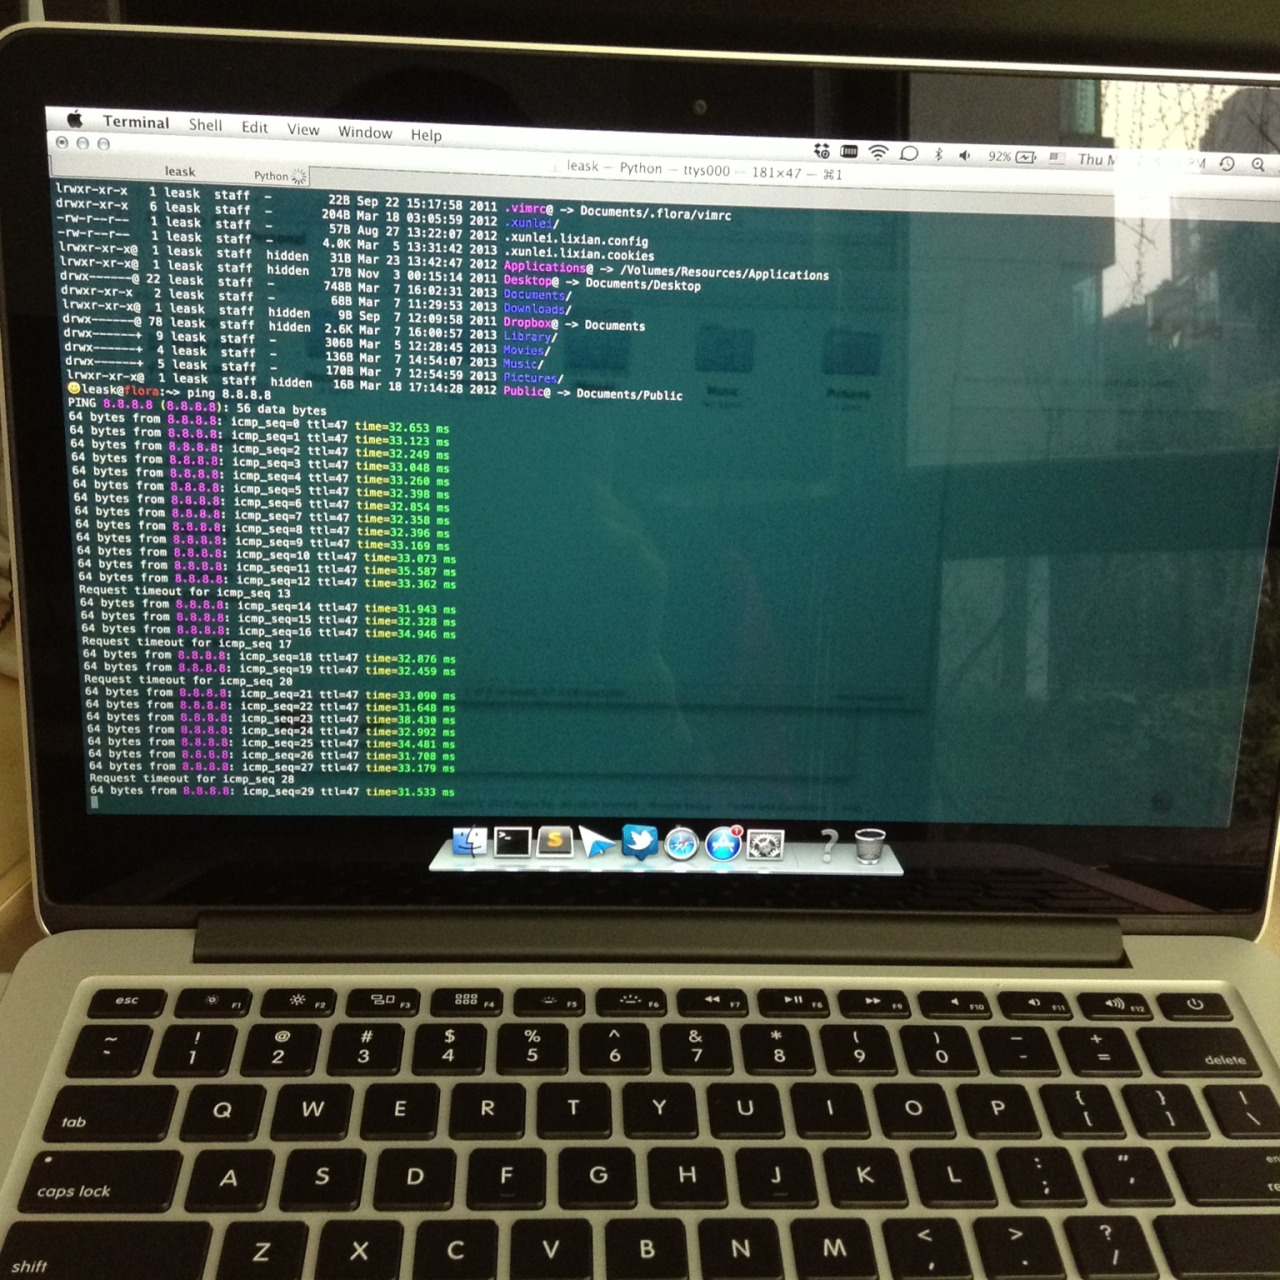 Terminal Shell Edit View Window Help 92% Thu M
leask Python leask — Python — ttys000 — 181×47 — ⌘1
lrwxr-xr-x 1 leask staff - 22B Sep 22 15:17:58 2011 .vimrc@ -> Documents/.flora/vimrc
drwxr-xr-x 6 leask staff - 204B Mar 18 03:05:59 2012 .xunlei/
-rw-r--r-- 1 leask staff - 57B Aug 27 13:22:07 2012 .xunlei.lixian.config
-rw-r--r-- 1 leask staff - 4.0K Mar 5 13:31:42 2013 .xunlei.lixian.cookies
lrwxr-xr-x@ 1 leask staff hidden 31B Mar 23 13:42:47 2012 Applications@ -> /Volumes/Resources/Applications
lrwxr-xr-x@ 1 leask staff hidden 17B Nov 3 00:15:14 2011 Desktop@ -> Documents/Desktop
drwx------@ 22 leask staff - 748B Mar 7 16:02:31 2013 Documents/
drwxr-xr-x 2 leask staff - 68B Mar 7 11:29:53 2013 Downloads/
lrwxr-xr-x@ 1 leask staff hidden 9B Sep 7 12:09:58 2011 Dropbox@ -> Documents
drwx------@ 78 leask staff hidden 2.6K Mar 7 16:00:57 2013 Library/
drwx------+ 9 leask staff - 306B Mar 5 12:28:45 2013 Movies/
drwx------+ 4 leask staff - 136B Mar 7 14:54:07 2013 Music/
drwx------+ 5 leask staff - 170B Mar 7 12:54:59 2013 Pictures/
lrwxr-xr-x@ 1 leask staff hidden 16B Mar 18 17:14:28 2012 Public@ -> Documents/Public
leask@flora:~> ping 8.8.8.8
PING 8.8.8.8 (8.8.8.8): 56 data bytes
64 bytes from 8.8.8.8: icmp_seq=0 ttl=47 time=32.653 ms
64 bytes from 8.8.8.8: icmp_seq=1 ttl=47 time=33.123 ms
64 bytes from 8.8.8.8: icmp_seq=2 ttl=47 time=32.249 ms
64 bytes from 8.8.8.8: icmp_seq=3 ttl=47 time=33.048 ms
64 bytes from 8.8.8.8: icmp_seq=4 ttl=47 time=33.260 ms
64 bytes from 8.8.8.8: icmp_seq=5 ttl=47 time=32.398 ms
64 bytes from 8.8.8.8: icmp_seq=6 ttl=47 time=32.854 ms
64 bytes from 8.8.8.8: icmp_seq=7 ttl=47 time=32.358 ms
64 bytes from 8.8.8.8: icmp_seq=8 ttl=47 time=32.396 ms
64 bytes from 8.8.8.8: icmp_seq=9 ttl=47 time=33.169 ms
64 bytes from 8.8.8.8: icmp_seq=10 ttl=47 time=33.073 ms
64 bytes from 8.8.8.8: icmp_seq=11 ttl=47 time=35.587 ms
64 bytes from 8.8.8.8: icmp_seq=12 ttl=47 time=33.362 ms
Request timeout for icmp_seq 13
64 bytes from 8.8.8.8: icmp_seq=14 ttl=47 time=31.943 ms
64 bytes from 8.8.8.8: icmp_seq=15 ttl=47 time=32.328 ms
64 bytes from 8.8.8.8: icmp_seq=16 ttl=47 time=34.946 ms
Request timeout for icmp_seq 17
64 bytes from 8.8.8.8: icmp_seq=18 ttl=47 time=32.876 ms
64 bytes from 8.8.8.8: icmp_seq=19 ttl=47 time=32.459 ms
Request timeout for icmp_seq 20
64 bytes from 8.8.8.8: icmp_seq=21 ttl=47 time=33.090 ms
64 bytes from 8.8.8.8: icmp_seq=22 ttl=47 time=31.648 ms
64 bytes from 8.8.8.8: icmp_seq=23 ttl=47 time=38.430 ms
64 bytes from 8.8.8.8: icmp_seq=24 ttl=47 time=32.992 ms
64 bytes from 8.8.8.8: icmp_seq=25 ttl=47 time=34.481 ms
64 bytes from 8.8.8.8: icmp_seq=26 ttl=47 time=31.708 ms
64 bytes from 8.8.8.8: icmp_seq=27 ttl=47 time=33.179 ms
Request timeout for icmp_seq 28
64 bytes from 8.8.8.8: icmp_seq=29 ttl=47 time=31.533 ms
esc F1 F2 F3 F4 F5 F6 F7 F8 F9 F10 F11 F12
~ ! @ # $ % ^ & * ( ) _ +
` 1 2 3 4 5 6 7 8 9 0 - = delete
tab Q W E R T Y U I O P { } |
[ ] \
caps lock A S D F G H J K L : "
; '
shift Z X C V B N M < > ?
, . /